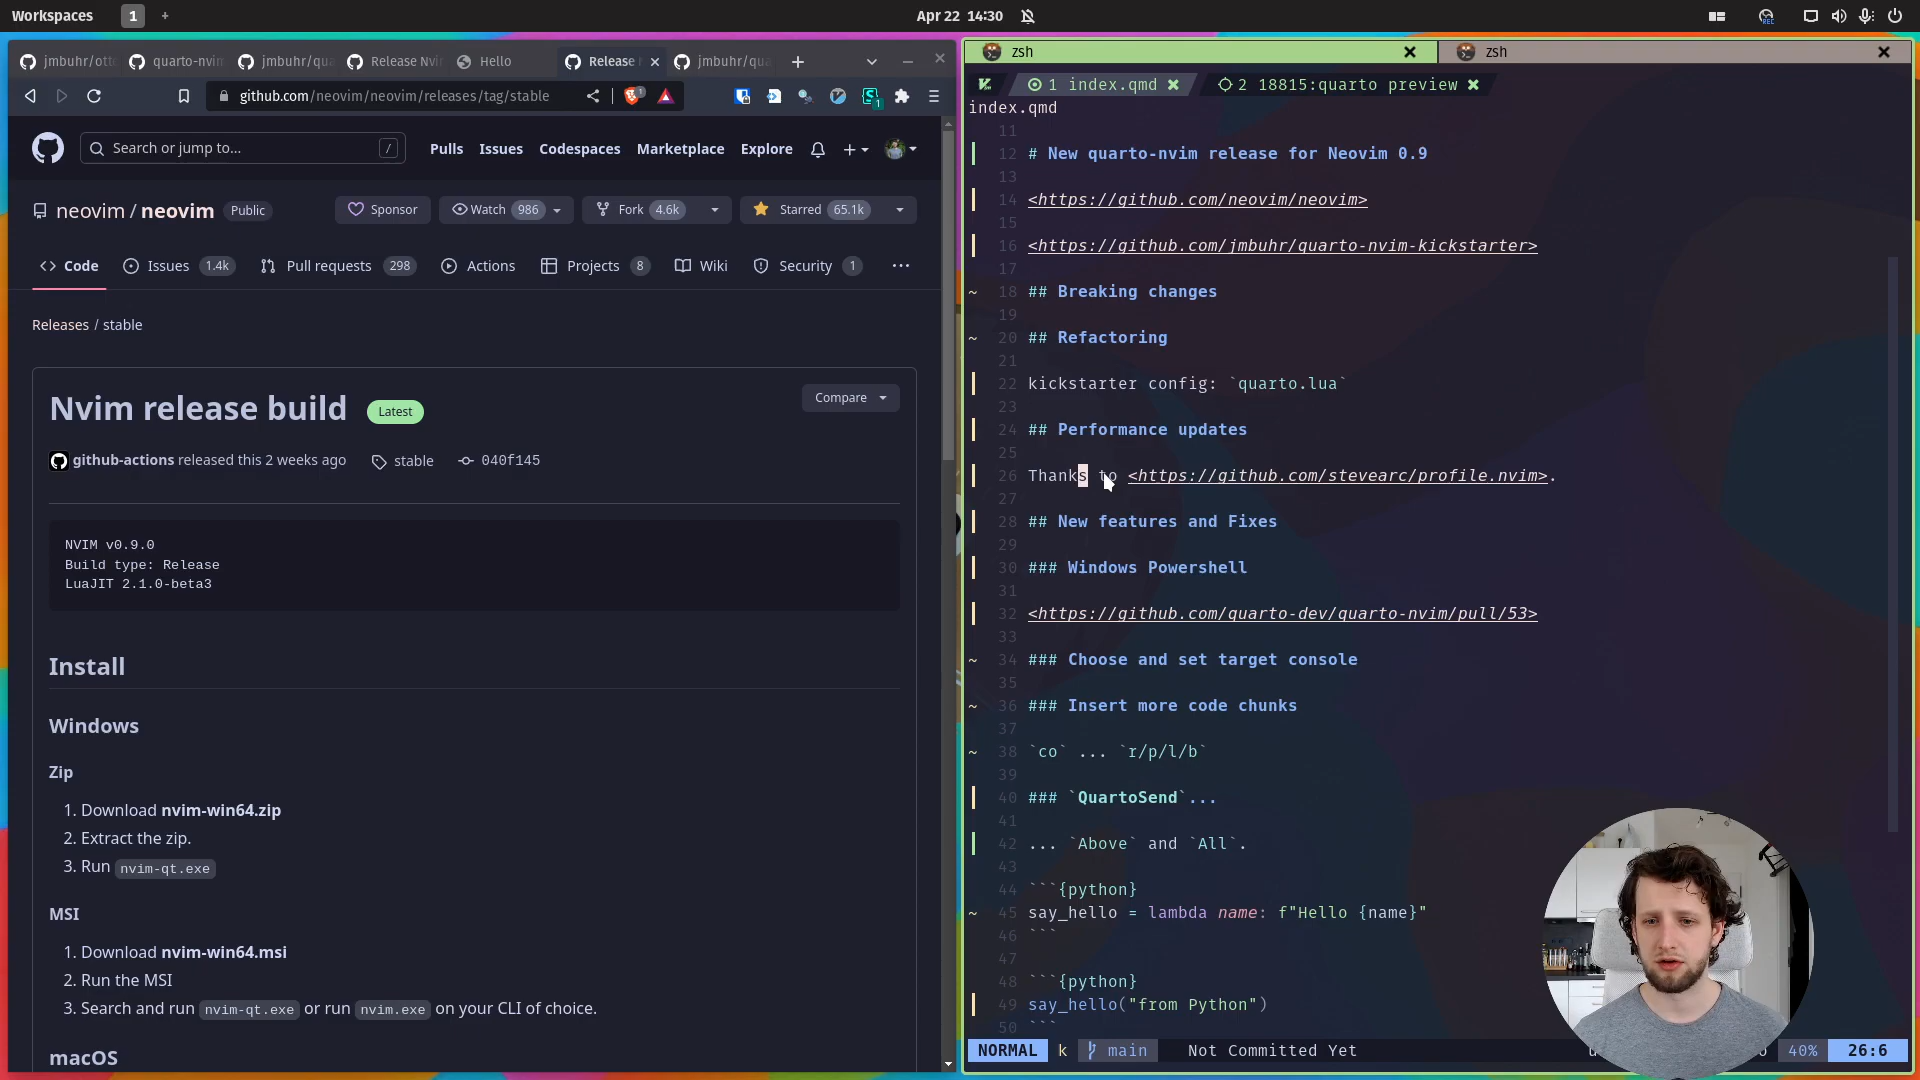 Workspaces
1
+
Apr 22 14:30
REC
jmbuhr/ott
quarto-nvim
jmbuhr/qua
Release Nvi
Hello
Release
jmbuhr/qua
github.com/neovim/neovim/releases/tag/stable
1
1
Search or jump to...
/
Pulls
Issues
Codespaces
Marketplace
Explore
neovim / neovim
Public
Sponsor
Watch 986
Fork 4.6k
Starred 65.1k
Code
Issues 1.4k
Pull requests 298
Actions
Projects 8
Wiki
Security 1
Releases / stable
Nvim release build
Latest
Compare
github-actions released this 2 weeks ago
stable
040f145
NVIM v0.9.0
Build type: Release
LuaJIT 2.1.0-beta3
Install
Windows
Zip
1. Download nvim-win64.zip
2. Extract the zip.
3. Run nvim-qt.exe
MSI
1. Download nvim-win64.msi
2. Run the MSI
3. Search and run nvim-qt.exe or run nvim.exe on your CLI of choice.
macOS
zsh
zsh
1 index.qmd
2 18815:quarto preview
index.qmd
11
12 # New quarto-nvim release for Neovim 0.9
13
14 <https://github.com/neovim/neovim>
15
16 <https://github.com/jmbuhr/quarto-nvim-kickstarter>
17
~ 18 ## Breaking changes
19
~ 20 ## Refactoring
21
22 kickstarter config: `quarto.lua`
23
24 ## Performance updates
25
26 Thanks to <https://github.com/stevearc/profile.nvim>.
27
28 ## New features and Fixes
29
30 ### Windows Powershell
31
32 <https://github.com/quarto-dev/quarto-nvim/pull/53>
33
~ 34 ### Choose and set target console
35
~ 36 ### Insert more code chunks
37
~ 38 `co` ... `r/p/l/b`
39
40 ### `QuartoSend`...
41
42 ... `Above` and `All`.
43
44 ```{python}
~ 45 say_hello = lambda name: f"Hello {name}"
46 ```
47
48 ```{python}
49 say_hello("from Python")
50 ```
NORMAL k main Not Committed Yet
40% 26:6